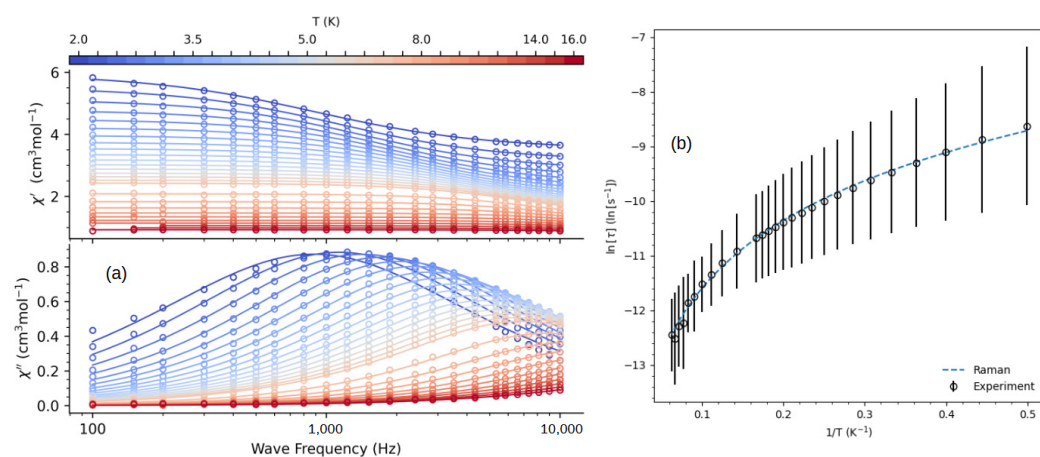 T (K)
2.0 3.5 5.0 8.0 14.0 16.0
6
4
2
χ′ (cm³mol⁻¹)
(a)
0.8
0.6
0.4
0.2
0.0
χ″ (cm³mol⁻¹)
100 1,000 10,000
Wave Frequency (Hz)
(b)
−7
−8
−9
−10
−11
−12
−13
ln[τ] (ln[s⁻¹])
Raman
Experiment
0.1 0.2 0.3 0.4 0.5
1/T (K⁻¹)